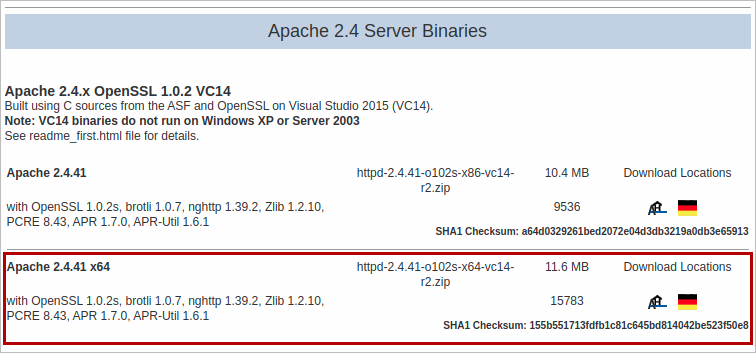 Apache 2.4 Server Binaries
Apache 2.4.x OpenSSL 1.0.2 VC14
Built using C sources from the ASF and OpenSSL on Visual Studio 2015 (VC14).
Note: VC14 binaries do not run on Windows XP or Server 2003
See readme_first.html file for details.
Apache 2.4.41 httpd-2.4.41-o102s-x86-vc14- 10.4 MB Download Locations
r2.zip
with OpenSSL 1.0.2s, brotli 1.0.7, nghttp 1.39.2, Zlib 1.2.10, 9536
PCRE 8.43, APR 1.7.0, APR-Util 1.6.1
SHA1 Checksum: a64d0329261bed2072e04d3db3219a0db3e65913
Apache 2.4.41 x64 httpd-2.4.41-o102s-x64-vc14- 11.6 MB Download Locations
r2.zip
with OpenSSL 1.0.2s, brotli 1.0.7, nghttp 1.39.2, Zlib 1.2.10, 15783
PCRE 8.43, APR 1.7.0, APR-Util 1.6.1
SHA1 Checksum: 155b551713fdfb1c81c645bd814042be523f50e8